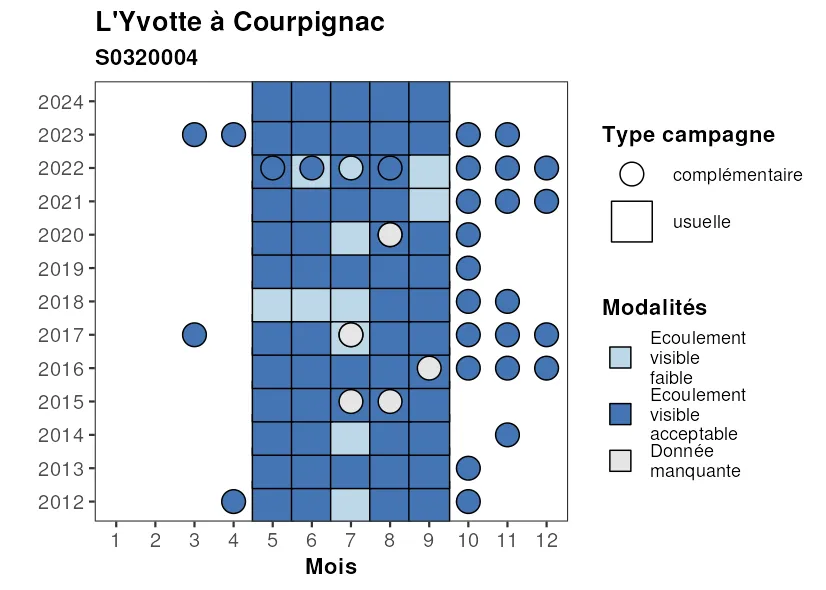 L'Yvotte à Courpignac
S0320004
2024
2023
2022
2021
2020
2019
2018
2017
2016
2015
2014
2013
2012
1 2 3 4 5 6 7 8 9 10 11 12
Mois
Type campagne
complémentaire
usuelle
Modalités
Ecoulement
visible
faible
Ecoulement
visible
acceptable
Donnée
manquante